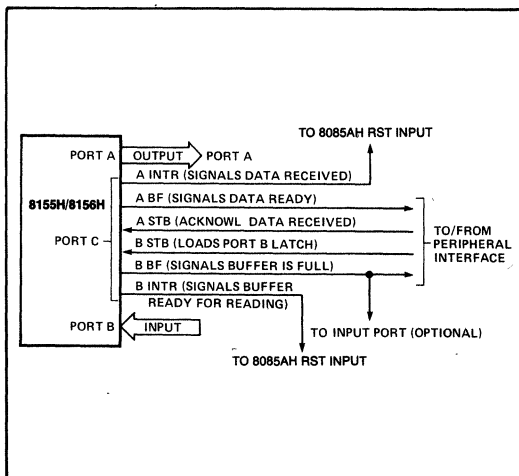 TO 8085AH RST INPUT
PORT A
OUTPUT
PORT A
A INTR (SIGNALS DATA RECEIVED)
8155H/8156H
A BF (SIGNALS DATA READY)
A STB (ACKNOWL DATA RECEIVED)
PORT C
B STB (LOADS PORT B LATCH)
TO/FROM
PERIPHERAL
INTERFACE
B BF (SIGNALS BUFFER IS FULL)
B INTR (SIGNALS BUFFER
READY FOR READING)
PORT B
INPUT
TO INPUT PORT (OPTIONAL)
TO 8085AH RST INPUT